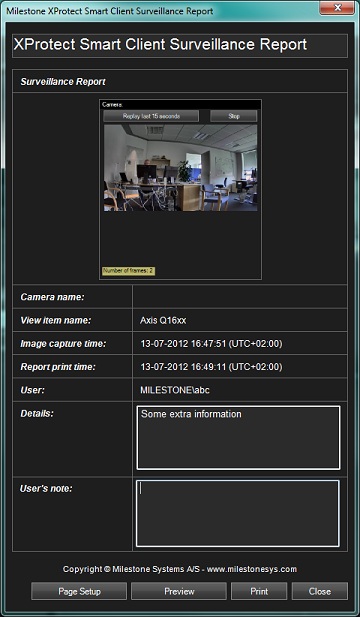 Milestone XProtect Smart Client Surveillance Report
XProtect Smart Client Surveillance Report
Surveillance Report
Camera:
Replay last 15 seconds
Stop
Number of frames: 2
Camera name:
View item name: Axis Q16xx
Image capture time: 13-07-2012 16:47:51 (UTC+02:00)
Report print time: 13-07-2012 16:49:11 (UTC+02:00)
User: MILESTONE\abc
Details: Some extra information
User's note:
Copyright © Milestone Systems A/S - www.milestonesys.com
Page Setup Preview Print Close